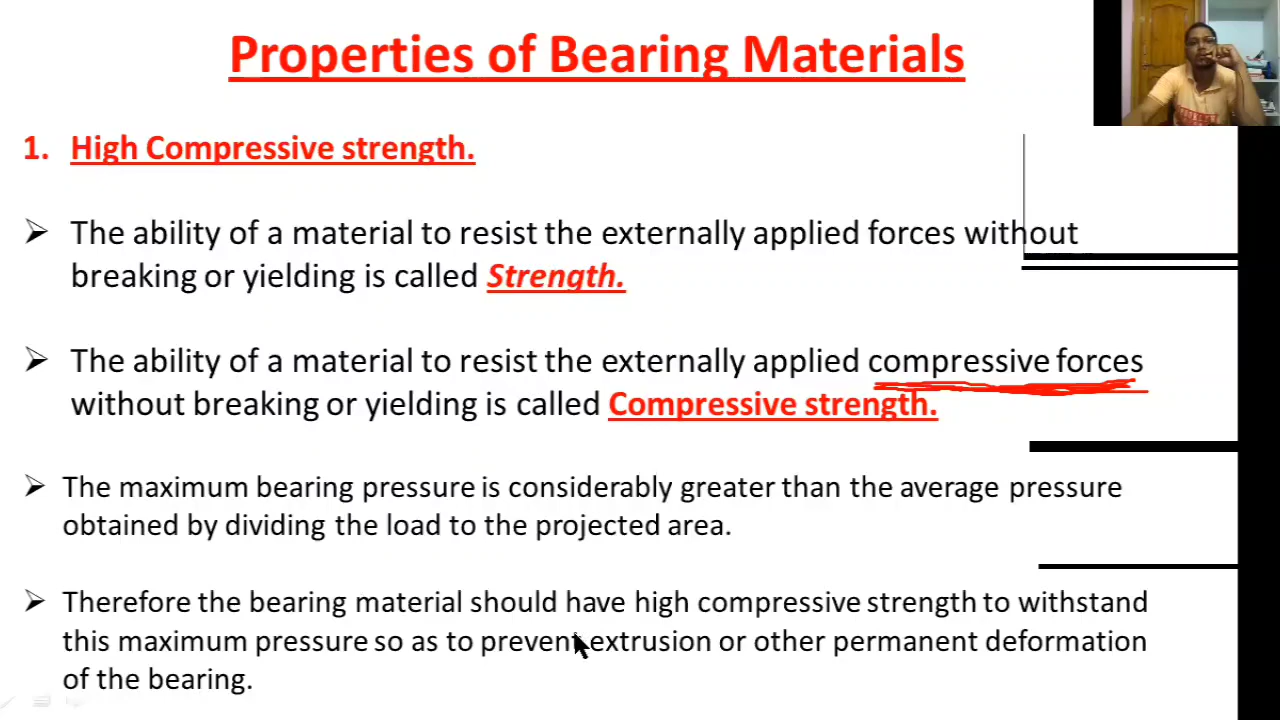 Properties of Bearing Materials
1. High Compressive strength.
➢ The ability of a material to resist the externally applied forces without
breaking or yielding is called Strength.
➢ The ability of a material to resist the externally applied compressive forces
without breaking or yielding is called Compressive strength.
➢ The maximum bearing pressure is considerably greater than the average pressure
obtained by dividing the load to the projected area.
➢ Therefore the bearing material should have high compressive strength to withstand
this maximum pressure so as to prevent extrusion or other permanent deformation
of the bearing.